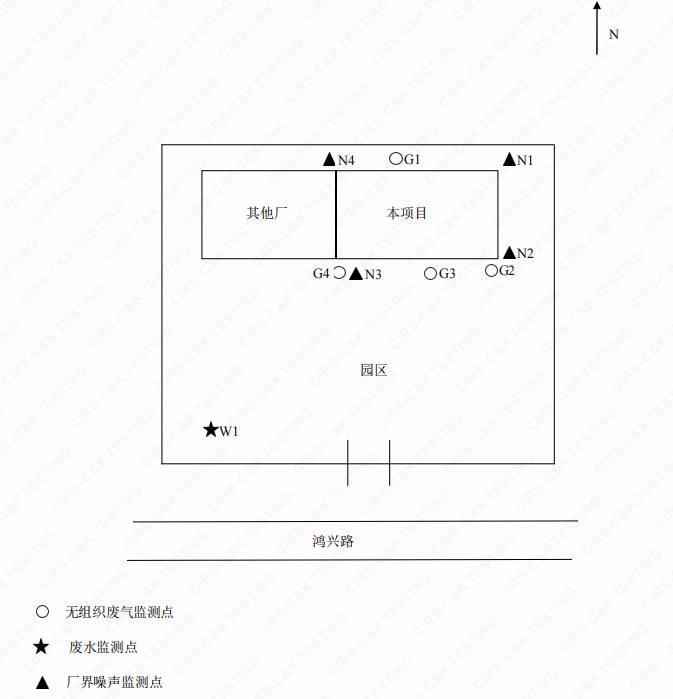 N
N4 G1 N1
其他厂 本项目
N2
G4 N3 G3 G2
园区
W1
鸿兴路
无组织废气监测点
废水监测点
厂界噪声监测点
CIRS-C&K TESTING